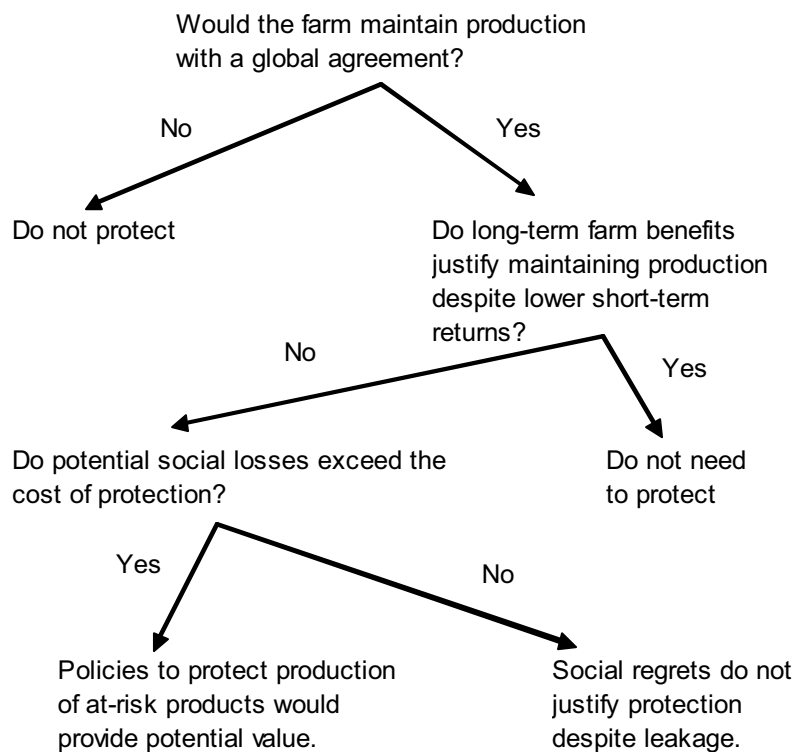 Would the farm maintain production
with a global agreement?
No
Yes
Do not protect
Do long-term farm benefits
justify maintaining production
despite lower short-term
returns?
No
Yes
Do potential social losses exceed the
cost of protection?
Do not need
to protect
Yes
No
Policies to protect production
of at-risk products would
provide potential value.
Social regrets do not
justify protection
despite leakage.